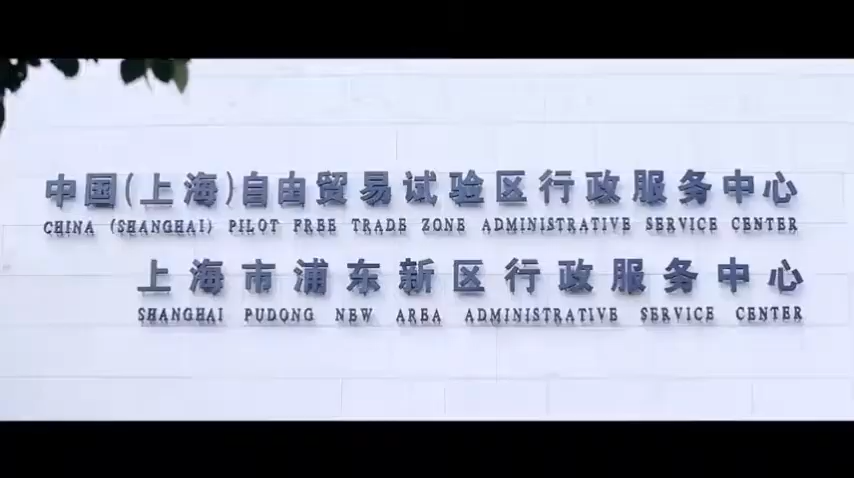 中国(上海)自由贸易试验区行政服务中心
CHINA (SHANGHAI) PILOT FREE TRADE ZONE ADMINISTRATIVE SERVICE CENTER
上海市浦东新区行政服务中心
SHANGHAI PUDONG NEW AREA ADMINISTRATIVE SERVICE CENTER